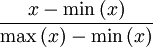 x − min (x)
max (x) − min (x)